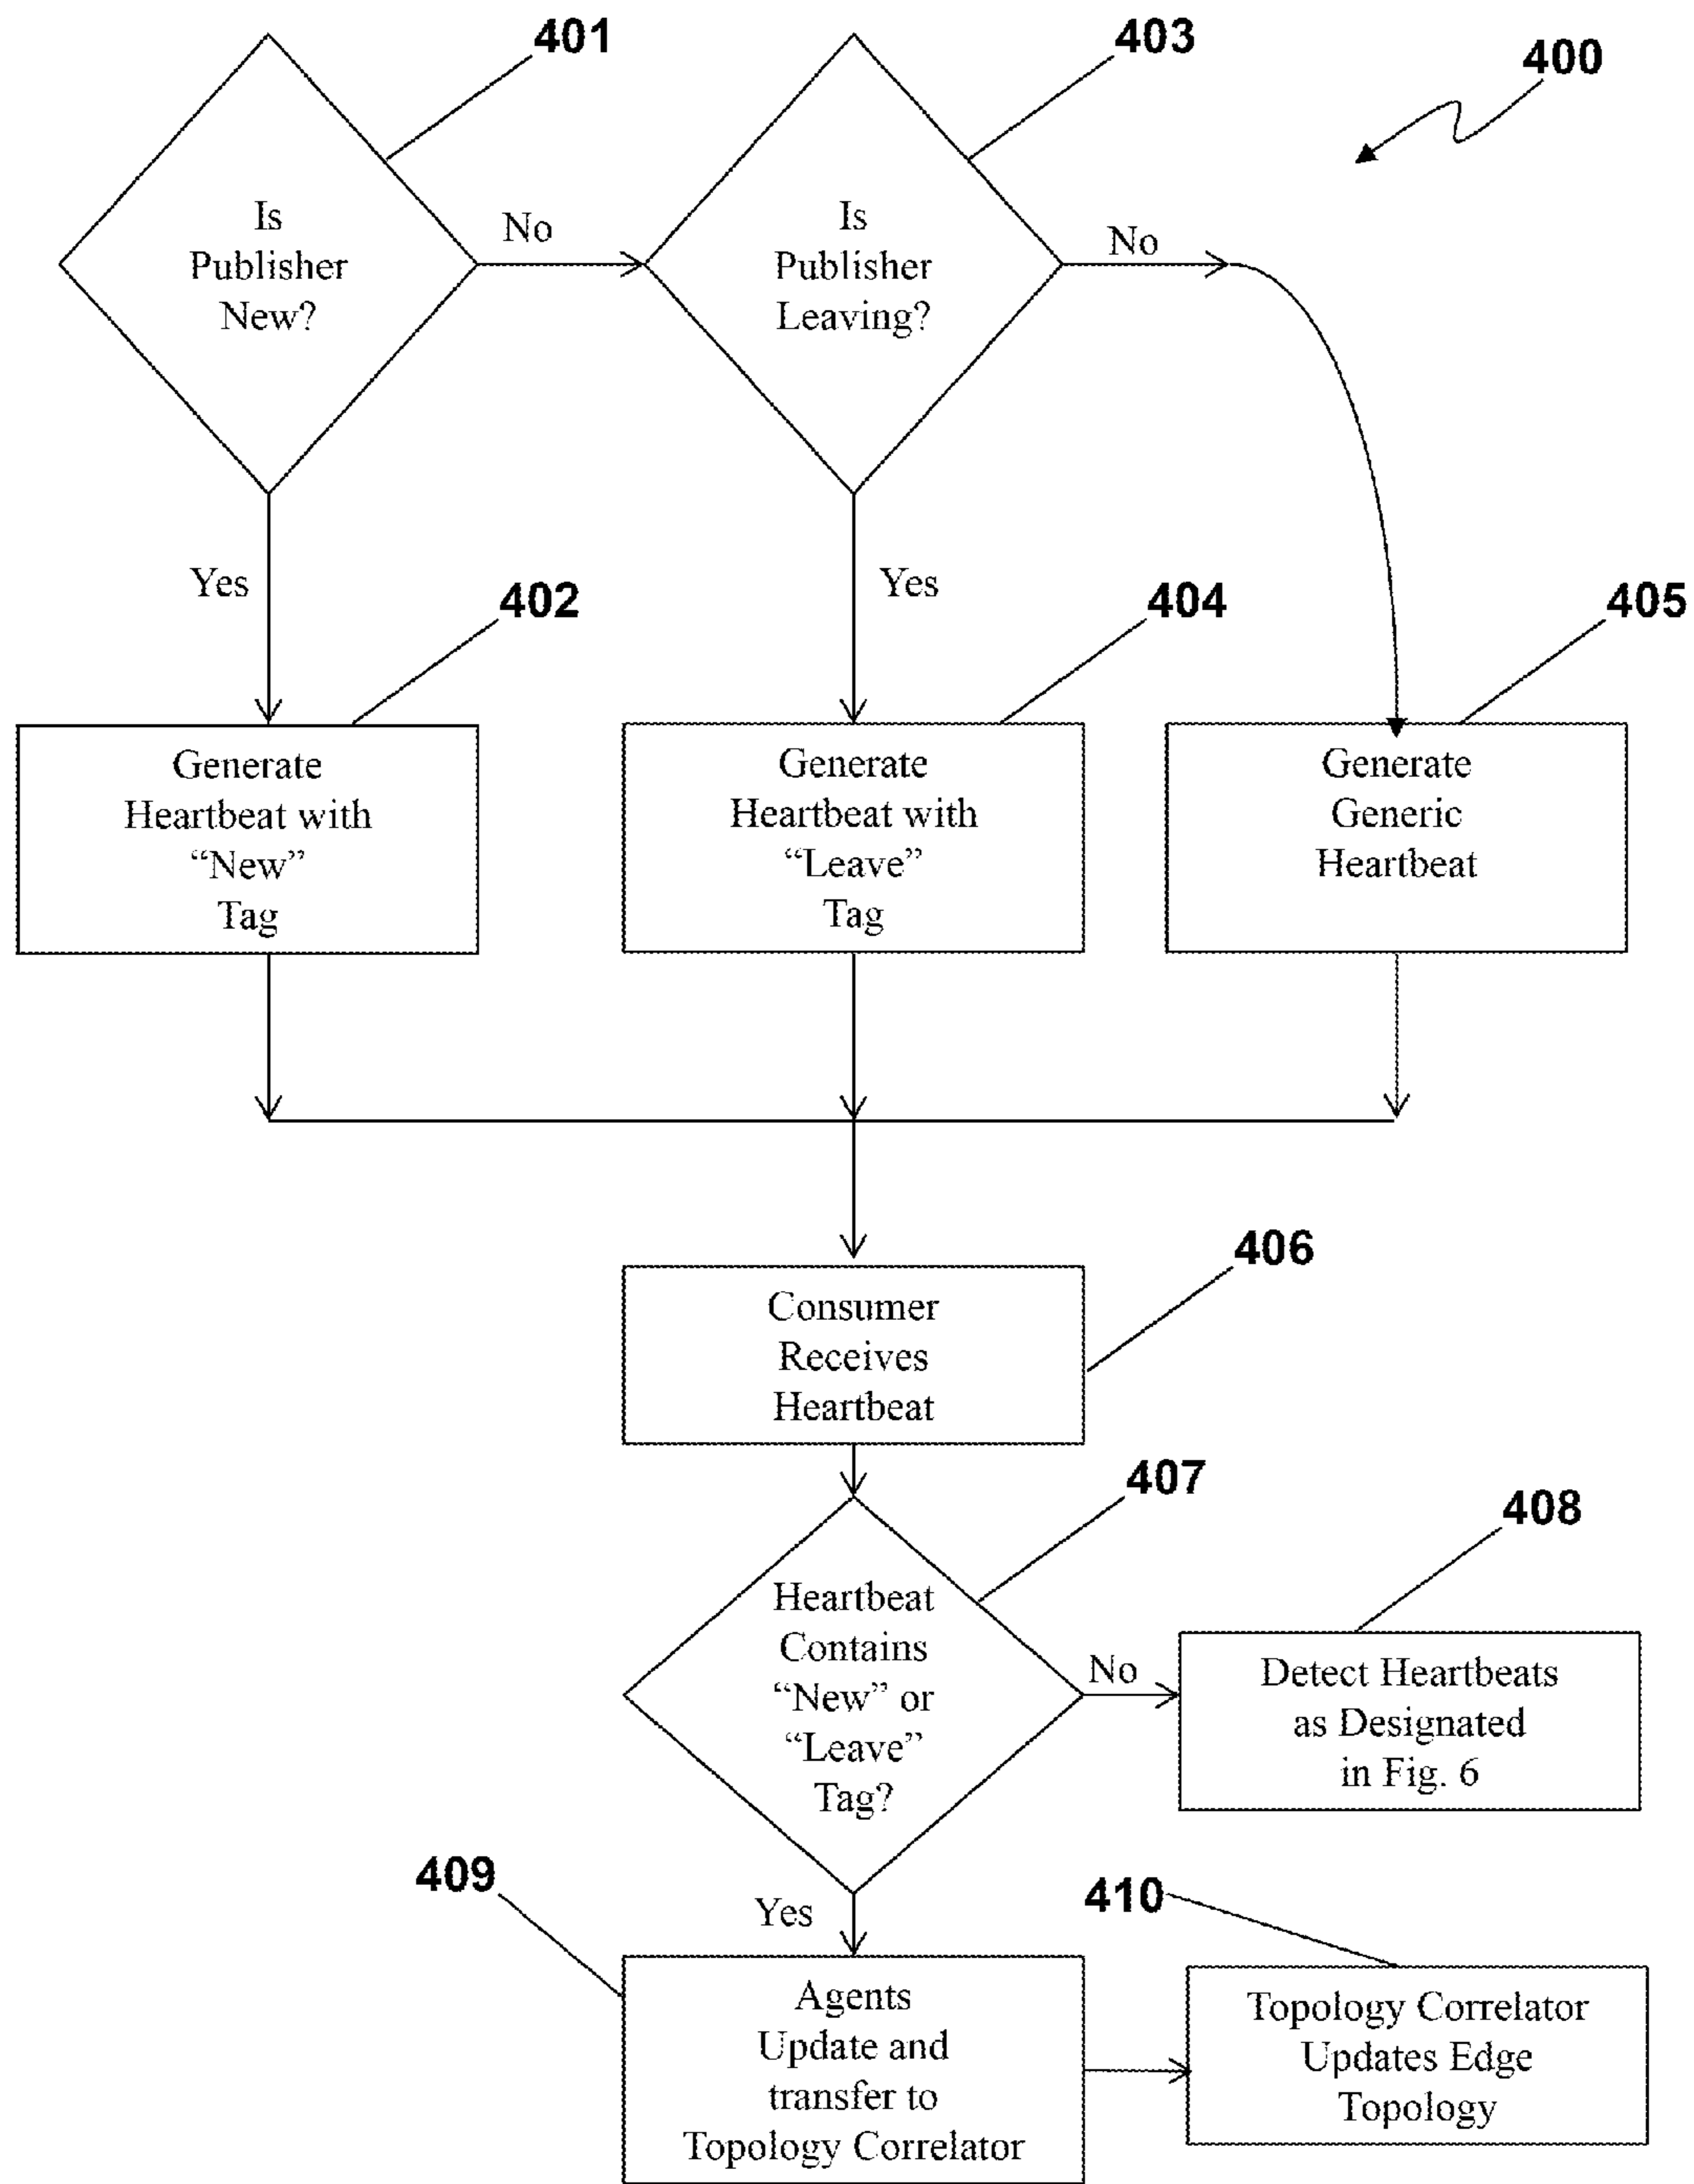 401
403
400
Is
Publisher
New?
No
Is
Publisher
Leaving?
No
Yes
402
Yes
404
405
Generate
Heartbeat with
“New”
Tag
Generate
Heartbeat with
“Leave”
Tag
Generate
Generic
Heartbeat
406
Consumer
Receives
Heartbeat
407
408
Heartbeat
Contains
“New” or
“Leave”
Tag?
No
Detect Heartbeats
as Designated
in Fig. 6
409
Yes
410
Agents
Update and
transfer to
Topology Correlator
Topology Correlator
Updates Edge
Topology